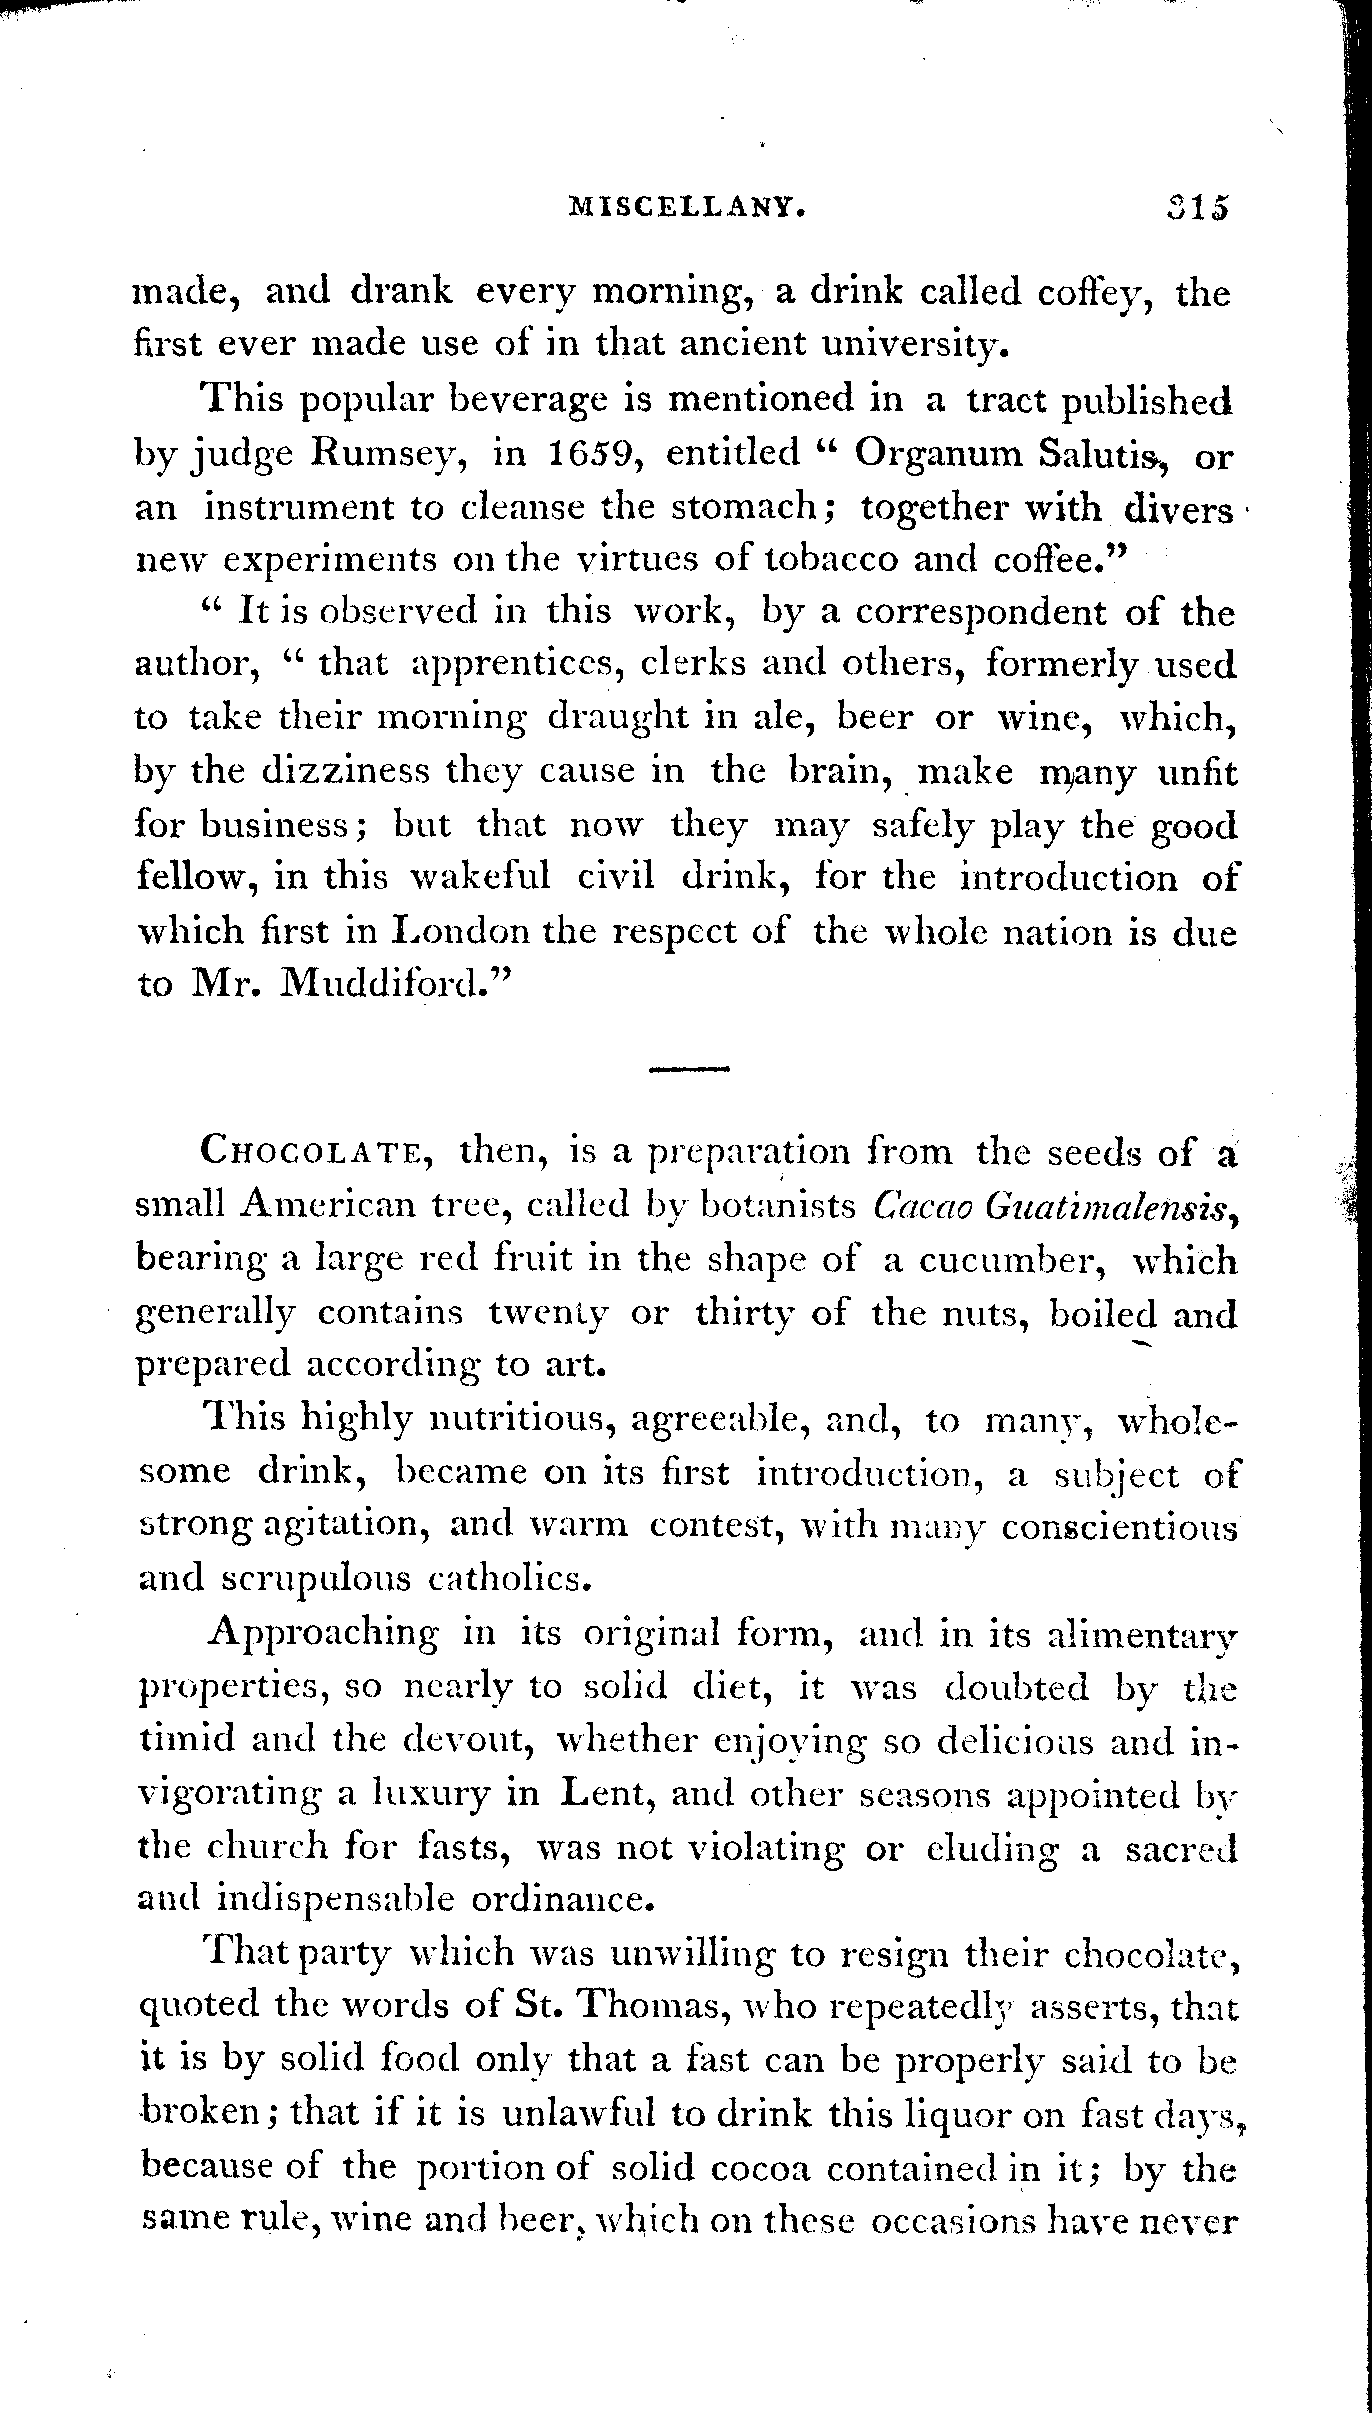 MISCELLANY. 315
made, and drank every morning, a drink called coffey, the
first ever made use of in that ancient university.
This popular beverage is mentioned in a tract published
by judge Rumsey, in 1659, entitled “ Organum Salutis, or
an instrument to cleanse the stomach; together with divers
new experiments on the virtues of tobacco and coffee.”
“ It is observed in this work, by a correspondent of the
author, “ that apprentices, clerks and others, formerly used
to take their morning draught in ale, beer or wine, which,
by the dizziness they cause in the brain, make many unfit
for business; but that now they may safely play the good
fellow, in this wakeful civil drink, for the introduction of
which first in London the respect of the whole nation is due
to Mr. Muddiford.”
CHOCOLATE, then, is a preparation from the seeds of a
small American tree, called by botanists Cacao Guatimalensis,
bearing a large red fruit in the shape of a cucumber, which
generally contains twenty or thirty of the nuts, boiled and
prepared according to art.
This highly nutritious, agreeable, and, to many, whole-
some drink, became on its first introduction, a subject of
strong agitation, and warm contest, with many conscientious
and scrupulous catholics.
Approaching in its original form, and in its alimentary
properties, so nearly to solid diet, it was doubted by the
timid and the devout, whether enjoying so delicious and in-
vigorating a luxury in Lent, and other seasons appointed by
the church for fasts, was not violating or eluding a sacred
and indispensable ordinance.
That party which was unwilling to resign their chocolate,
quoted the words of St. Thomas, who repeatedly asserts, that
it is by solid food only that a fast can be properly said to be
broken; that if it is unlawful to drink this liquor on fast days,
because of the portion of solid cocoa contained in it; by the
same rule, wine and beer, which on these occasions have never